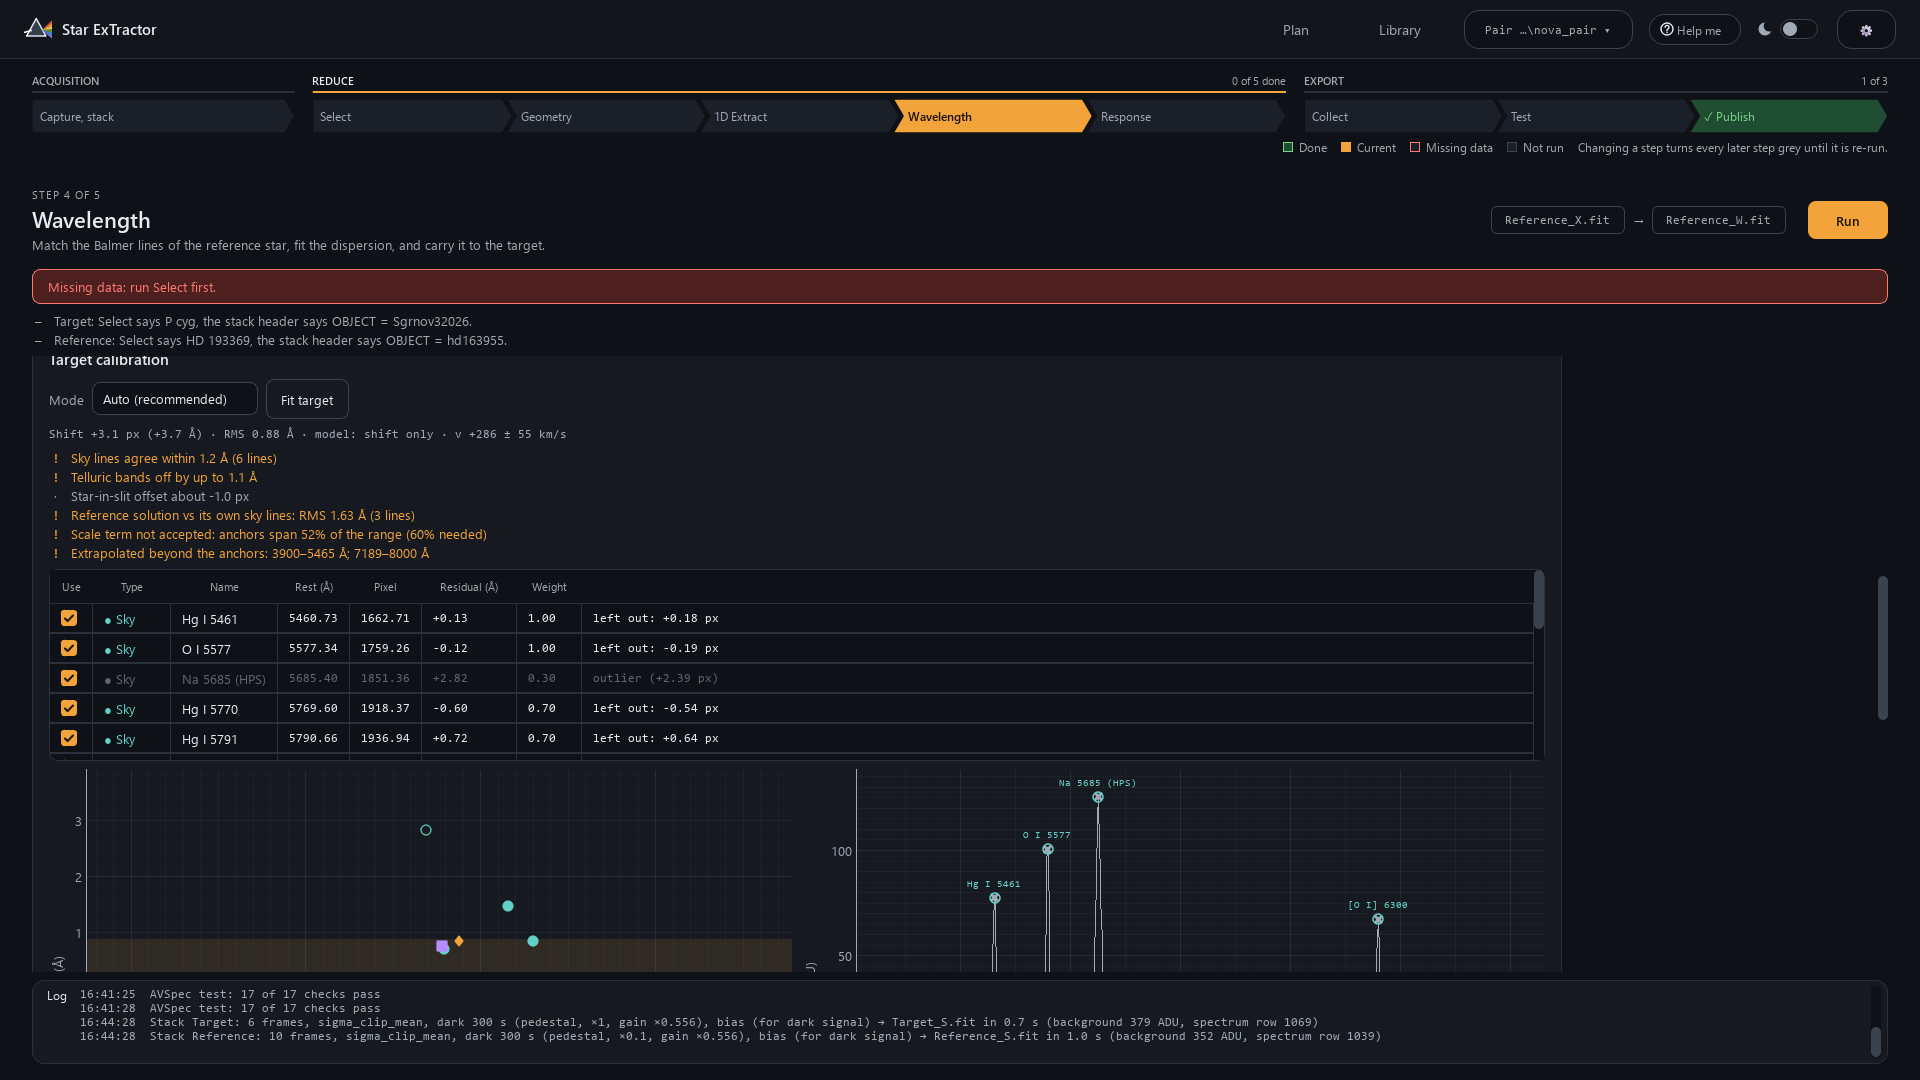 Star ExTractor
Plan
Library
Pair …\nova_pair ▾
Help me
ACQUISITION
REDUCE
0 of 5 done
EXPORT
1 of 3
Capture, stack
Select
Geometry
1D Extract
Wavelength
Response
Collect
Test
✓ Publish
Done
Current
Missing data
Not run
Changing a step turns every later step grey until it is re-run.
STEP 4 OF 5
Wavelength
Match the Balmer lines of the reference star, fit the dispersion, and carry it to the target.
Reference_X.fit → Reference_W.fit
Run
Missing data: run Select first.
– Target: Select says P cyg, the stack header says OBJECT = Sgrnov32026.
– Reference: Select says HD 193369, the stack header says OBJECT = hd163955.
Target calibration
Mode
Auto (recommended)
Fit target
Shift +3.1 px (+3.7 Å) · RMS 0.88 Å · model: shift only · v +286 ± 55 km/s
! Sky lines agree within 1.2 Å (6 lines)
! Telluric bands off by up to 1.1 Å
· Star-in-slit offset about -1.0 px
! Reference solution vs its own sky lines: RMS 1.63 Å (3 lines)
! Scale term not accepted: anchors span 52% of the range (60% needed)
! Extrapolated beyond the anchors: 3900–5465 Å; 7189–8000 Å
Use Type Name Rest (Å) Pixel Residual (Å) Weight
● Sky Hg I 5461 5460.73 1662.71 +0.13 1.00 left out: +0.18 px
● Sky O I 5577 5577.34 1759.26 -0.12 1.00 left out: -0.19 px
● Sky Na 5685 (HPS) 5685.40 1851.36 +2.82 0.30 outlier (+2.39 px)
● Sky Hg I 5770 5769.60 1918.37 -0.60 0.70 left out: -0.54 px
● Sky Hg I 5791 5790.66 1936.94 +0.72 0.70 left out: +0.64 px
3
2
1
(Å)
Na 5685 (HPS)
O I 5577
100
Hg I 5461
[O I] 6300
50
Log
16:41:25 AVSpec test: 17 of 17 checks pass
16:41:28 AVSpec test: 17 of 17 checks pass
16:44:28 Stack Target: 6 frames, sigma_clip_mean, dark 300 s (pedestal, ×1, gain ×0.556), bias (for dark signal) → Target_S.fit in 0.7 s (background 379 ADU, spectrum row 1069)
16:44:28 Stack Reference: 10 frames, sigma_clip_mean, dark 300 s (pedestal, ×0.1, gain ×0.556), bias (for dark signal) → Reference_S.fit in 1.0 s (background 352 ADU, spectrum row 1039)